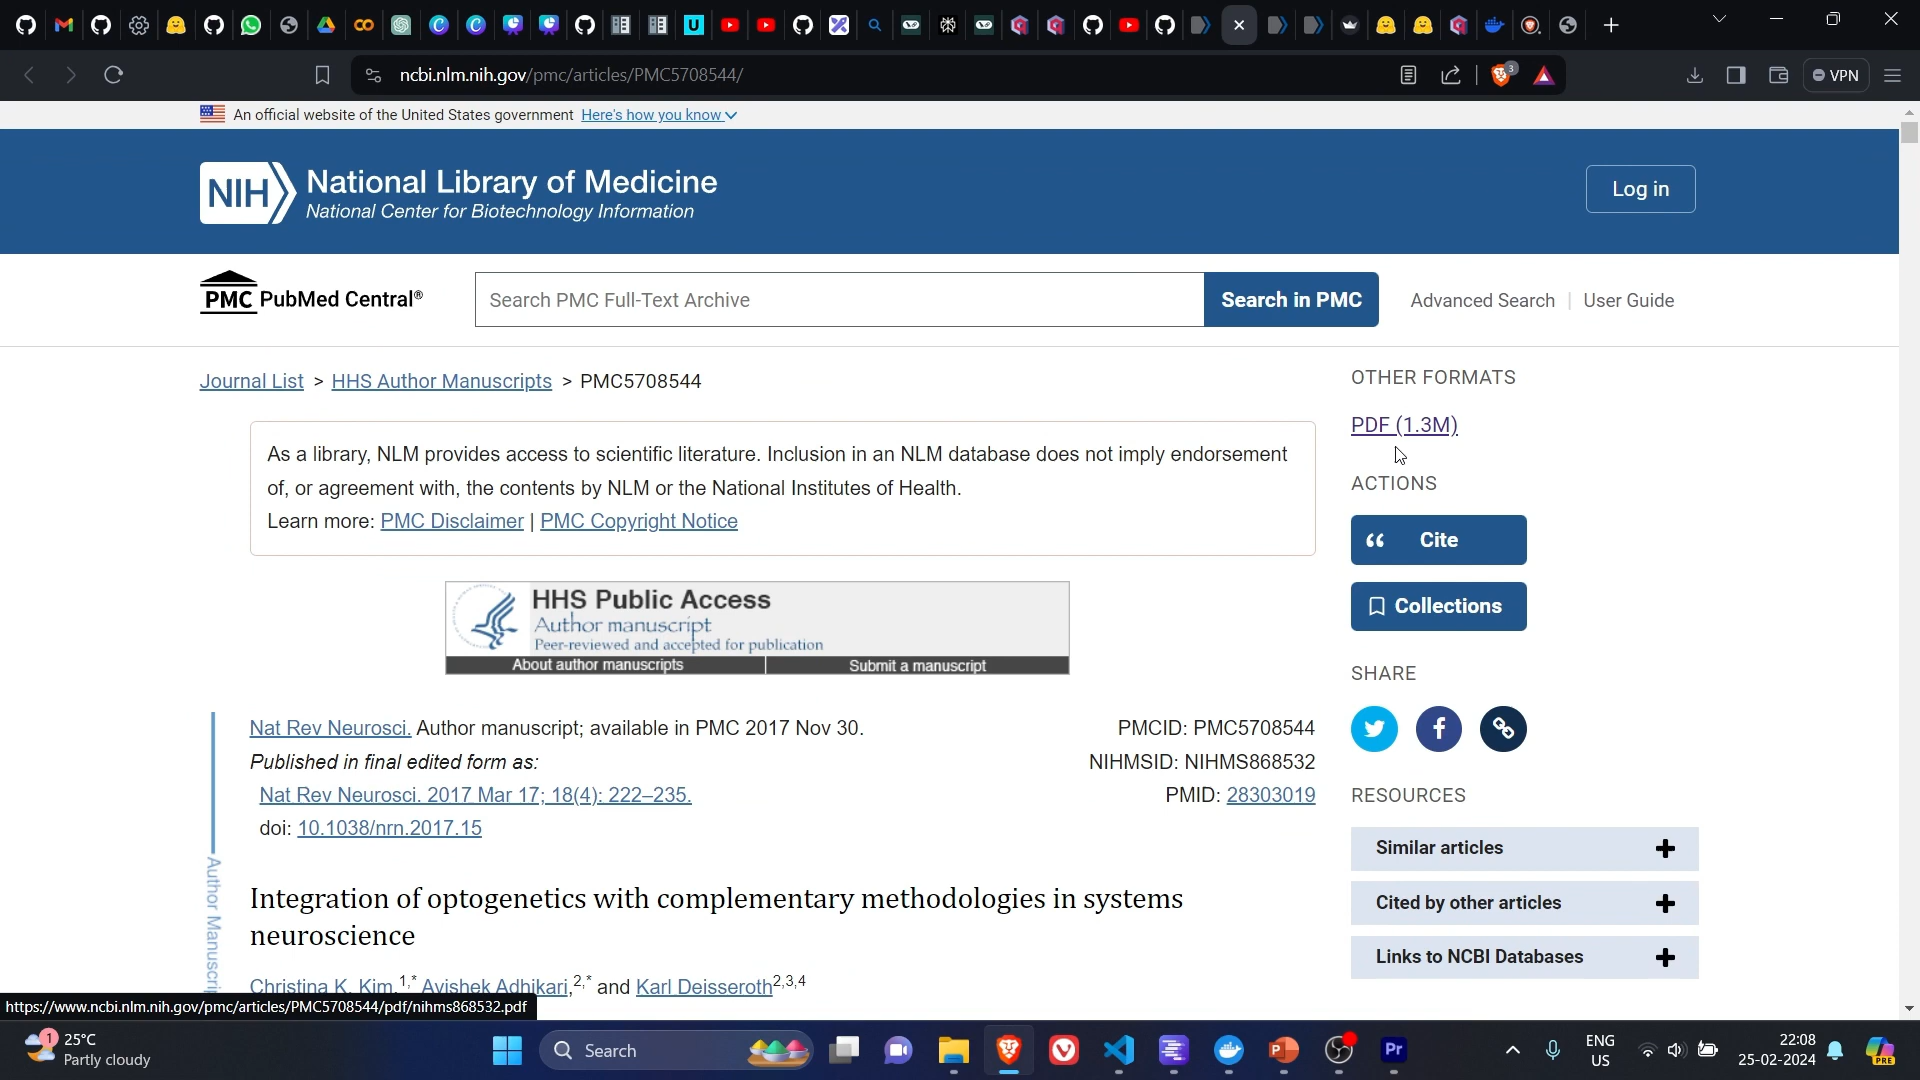 ncbi.nlm.nih.gov/pmc/articles/PMC5708544/
3
VPN
An official website of the United States government Here's how you know
NIH National Library of Medicine
National Center for Biotechnology Information
Log in
PMC PubMed Central®
Search PMC Full-Text Archive
Search in PMC
Advanced Search | User Guide
Journal List > HHS Author Manuscripts > PMC5708544
OTHER FORMATS
PDF (1.3M)
As a library, NLM provides access to scientific literature. Inclusion in an NLM database does not imply endorsement
of, or agreement with, the contents by NLM or the National Institutes of Health.
Learn more: PMC Disclaimer | PMC Copyright Notice
ACTIONS
Cite
Collections
HHS Public Access
Author manuscript
Peer-reviewed and accepted for publication
About author manuscripts
Submit a manuscript
SHARE
Nat Rev Neurosci. Author manuscript; available in PMC 2017 Nov 30.
Published in final edited form as:
Nat Rev Neurosci. 2017 Mar 17; 18(4): 222–235.
doi: 10.1038/nrn.2017.15
PMCID: PMC5708544
NIHMSID: NIHMS868532
PMID: 28303019
RESOURCES
Similar articles
Cited by other articles
Links to NCBI Databases
Author Manuscrip
Integration of optogenetics with complementary methodologies in systems
neuroscience
Christina K. Kim,1,* Avishek Adhikari,2,* and Karl Deisseroth2,3,4
https://www.ncbi.nlm.nih.gov/pmc/articles/PMC5708544/pdf/nihms868532.pdf
1
25°C
Partly cloudy
Search
Pr
ENG
US
22:08
25-02-2024
PRE